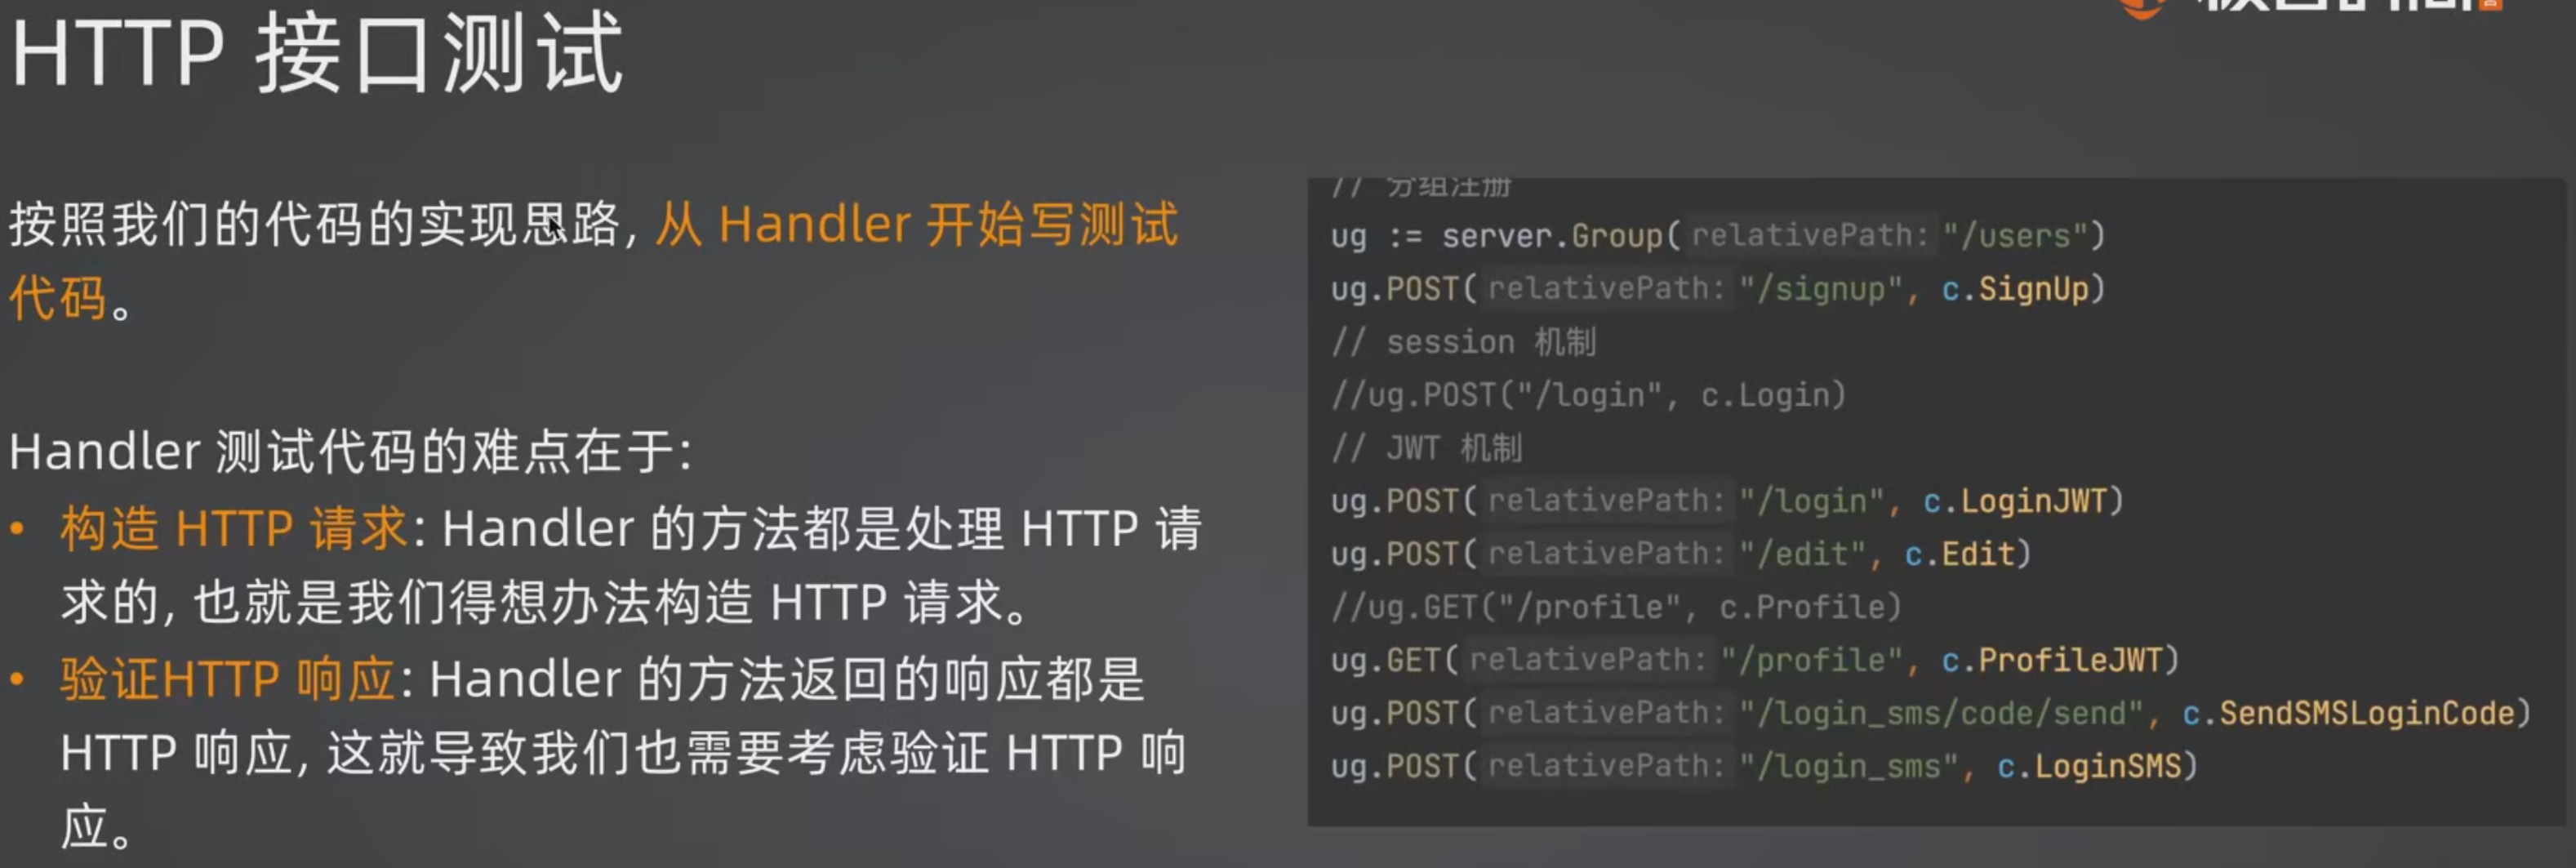 HTTP 接口测试
按照我们的代码的实现思路, 从 Handler 开始写测试
代码。
Handler 测试代码的难点在于:
• 构造 HTTP 请求: Handler 的方法都是处理 HTTP 请
求的, 也就是我们得想办法构造 HTTP 请求。
• 验证HTTP 响应: Handler 的方法返回的响应都是
HTTP 响应, 这就导致我们也需要考虑验证 HTTP 响
应。
// 分组注册
ug := server.Group( relativePath: "/users")
ug.POST( relativePath: "/signup", c.SignUp)
// session 机制
//ug.POST("/login", c.Login)
// JWT 机制
ug.POST( relativePath: "/login", c.LoginJWT)
ug.POST( relativePath: "/edit", c.Edit)
//ug.GET("/profile", c.Profile)
ug.GET( relativePath: "/profile", c.ProfileJWT)
ug.POST( relativePath: "/login_sms/code/send", c.SendSMSLoginCode)
ug.POST( relativePath: "/login_sms", c.LoginSMS)